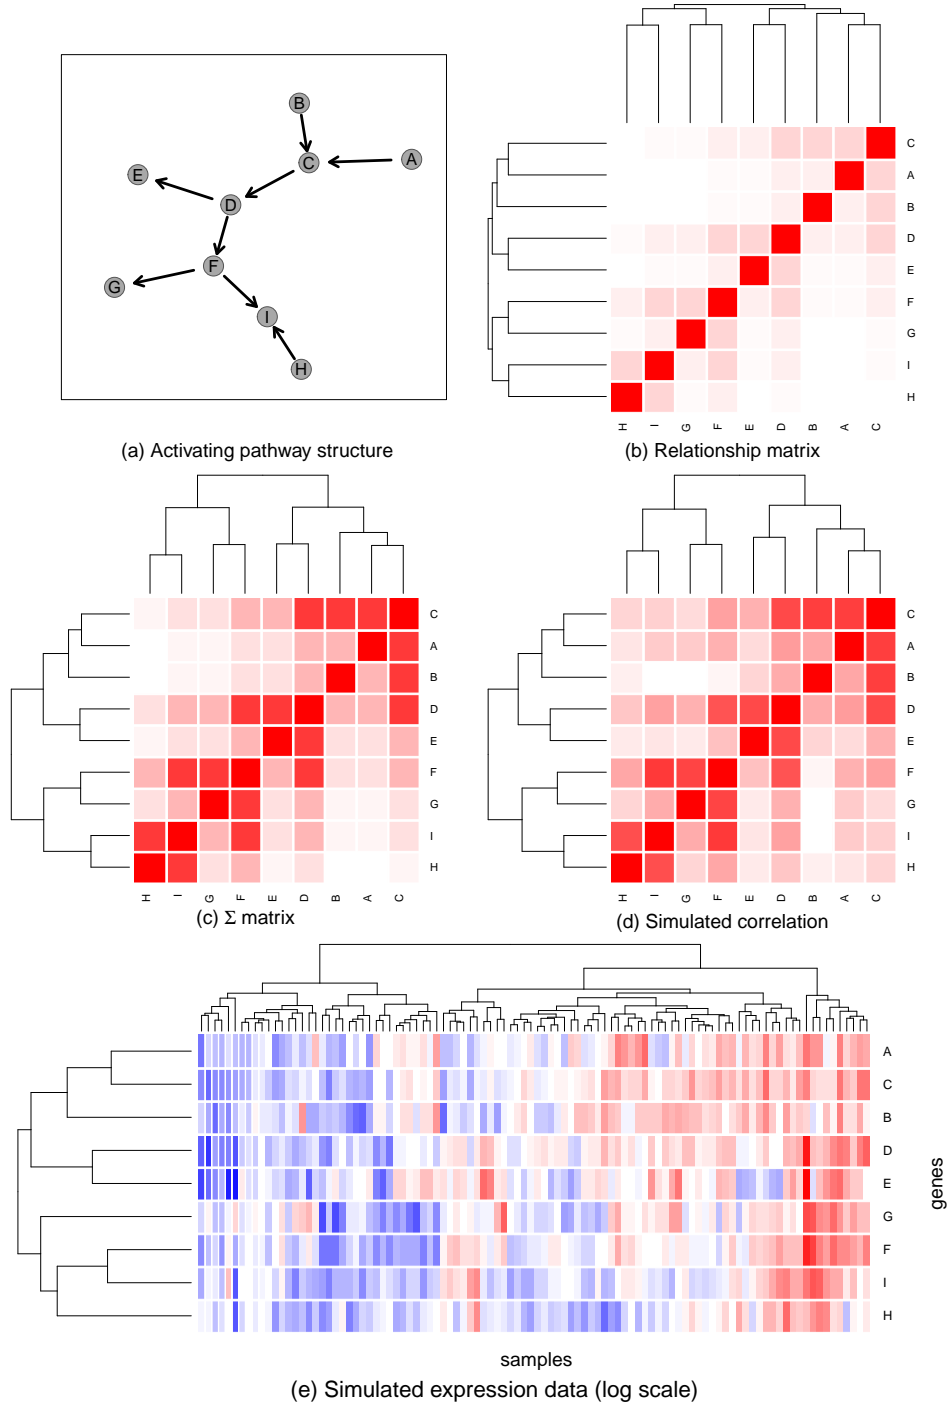 B
A
C
E
D
F
G
I
H
(a) Activating pathway structure
C
A
B
D
E
F
G
I
H
H I G F E D B A C
(b) Relationship matrix
C
A
B
D
E
F
G
I
H
H I G F E D B A C
(c) Σ matrix
C
A
B
D
E
F
G
I
H
H I G F E D B A C
(d) Simulated correlation
A
C
B
D
E
G
F
I
H
genes
samples
(e) Simulated expression data (log scale)